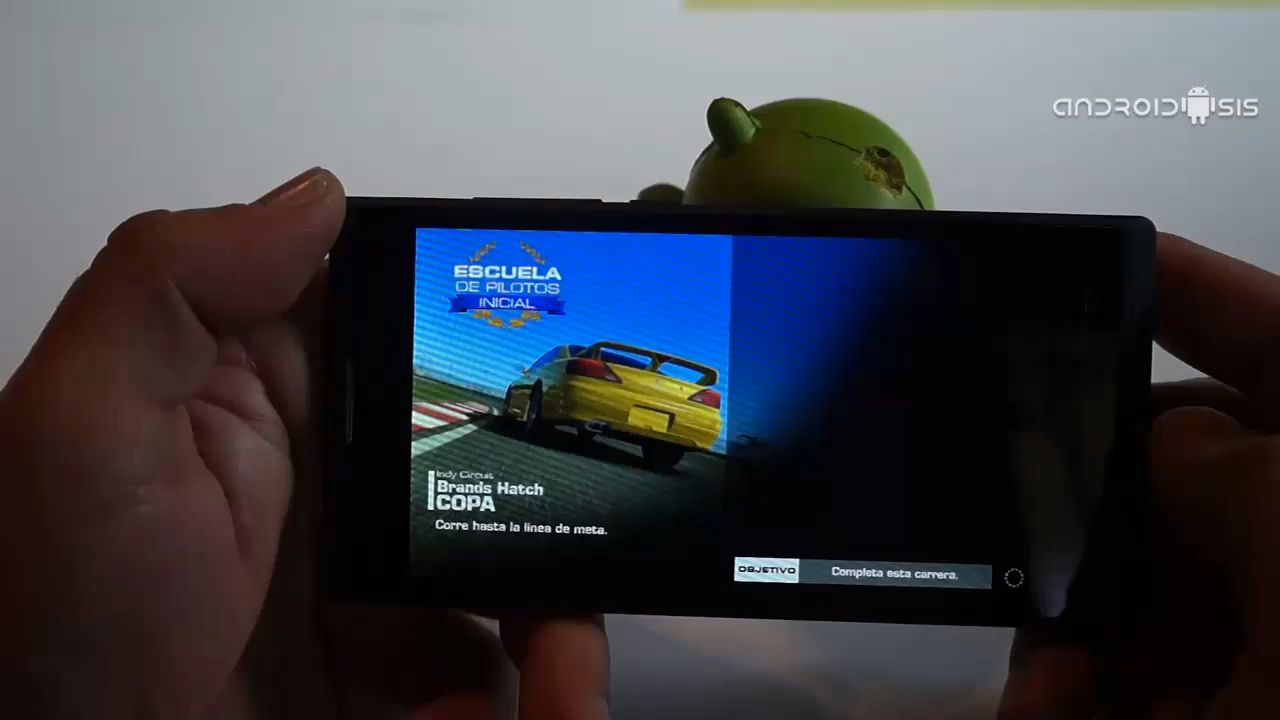 ANDROIDSIS
ESCUELA
DE PILOTOS
INICIAL
Indy Circuit
Brands Hatch
COPA
Corre hasta la línea de meta.
OBJETIVO
Completa esta carrera.